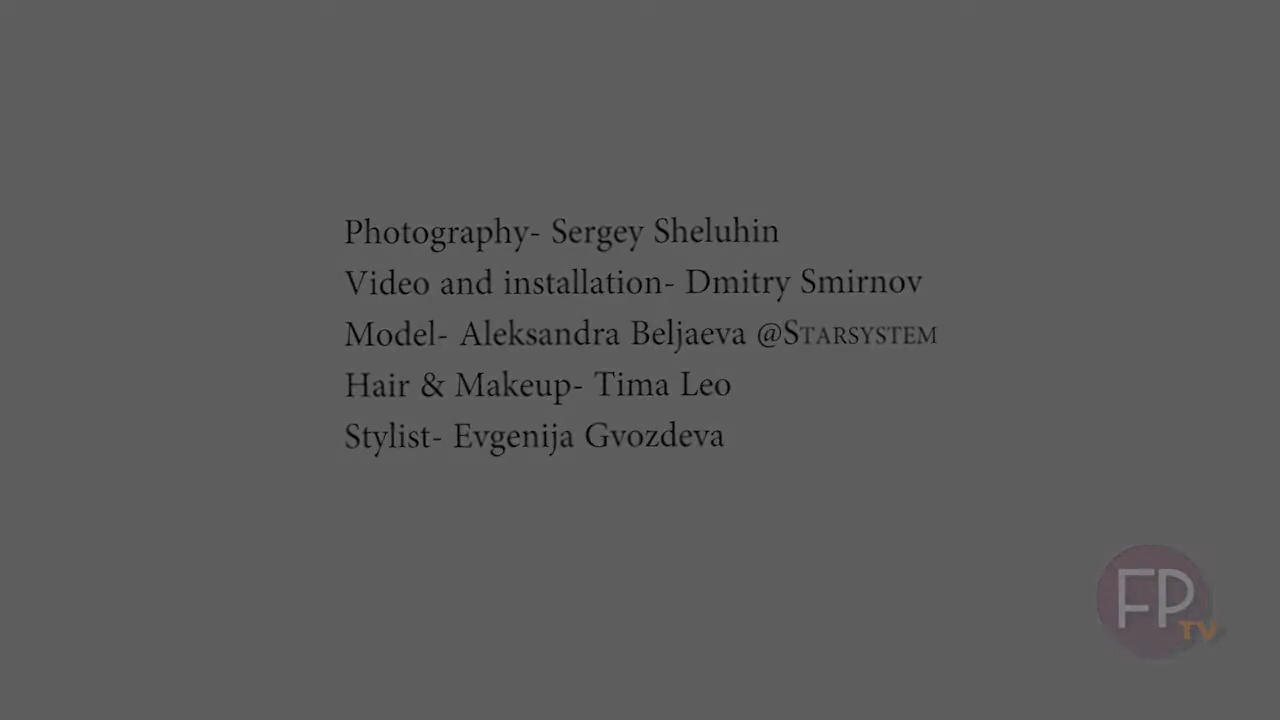 Photography- Sergey Sheluhin
Video and installation- Dmitry Smirnov
Model- Aleksandra Beljaeva @STARSYSTEM
Hair & Makeup- Tima Leo
Stylist- Evgenija Gvozdeva
FP
TV